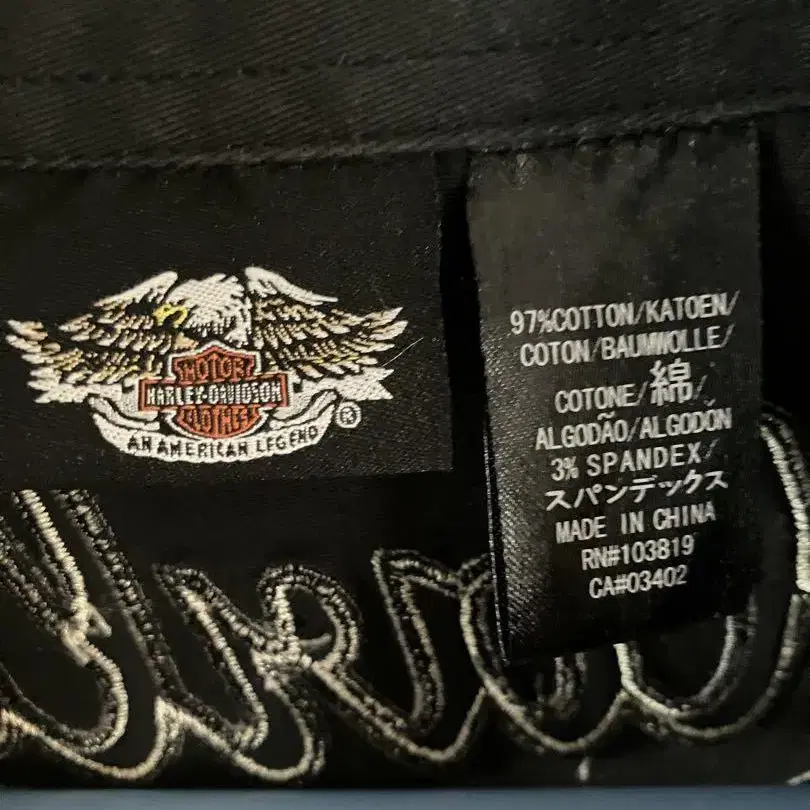 MOTOR
HARLEY-DAVIDSON
CLOTHES
AN AMERICAN LEGEND
®
97%COTTON/KATOEN/
COTON/BAUMWOLLE/
COTONE/綿/
ALGODÃO/ALGODON
3% SPANDEX/
スパンデックス
MADE IN CHINA
RN#103819
CA#03402